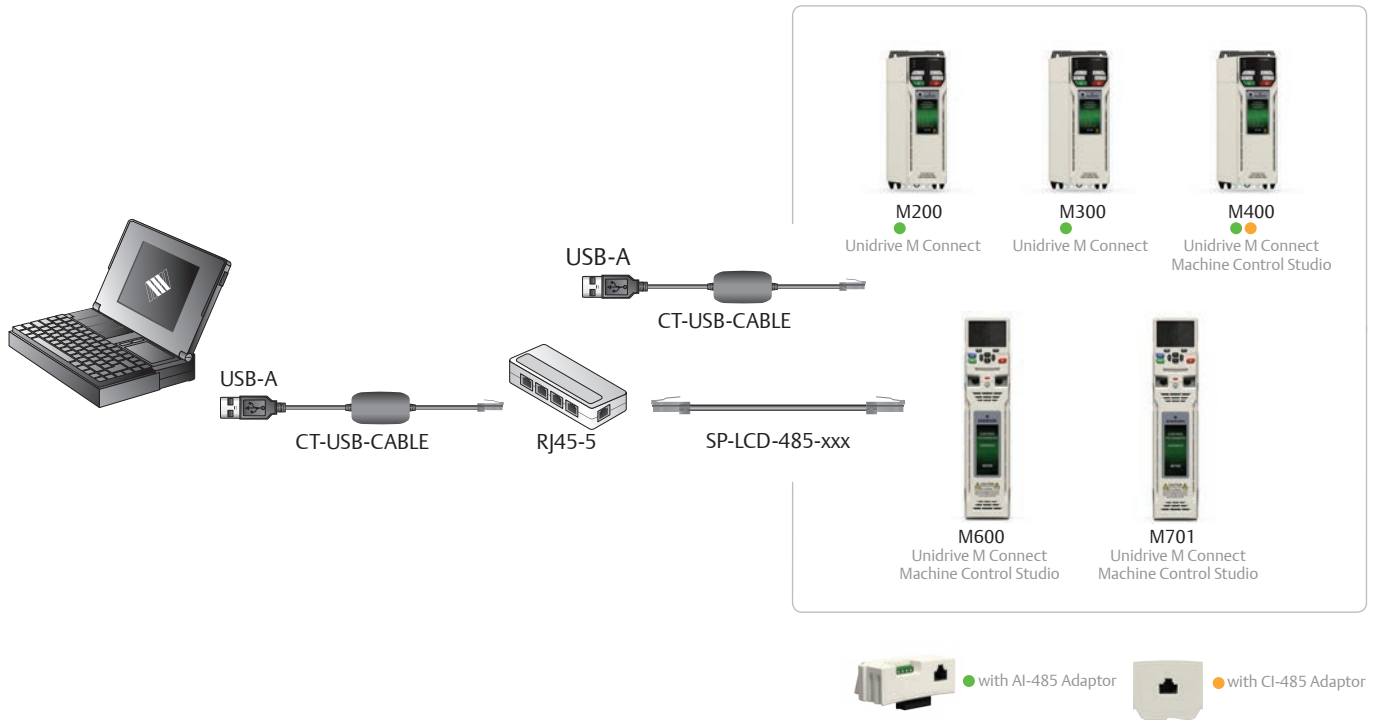 M200
Unidrive M Connect
M300
Unidrive M Connect
M400
Unidrive M Connect
Machine Control Studio
USB-A
CT-USB-CABLE
USB-A
CT-USB-CABLE
RJ45-5
SP-LCD-485-xxx
M600
Unidrive M Connect
Machine Control Studio
M701
Unidrive M Connect
Machine Control Studio
with AI-485 Adaptor
with CI-485 Adaptor